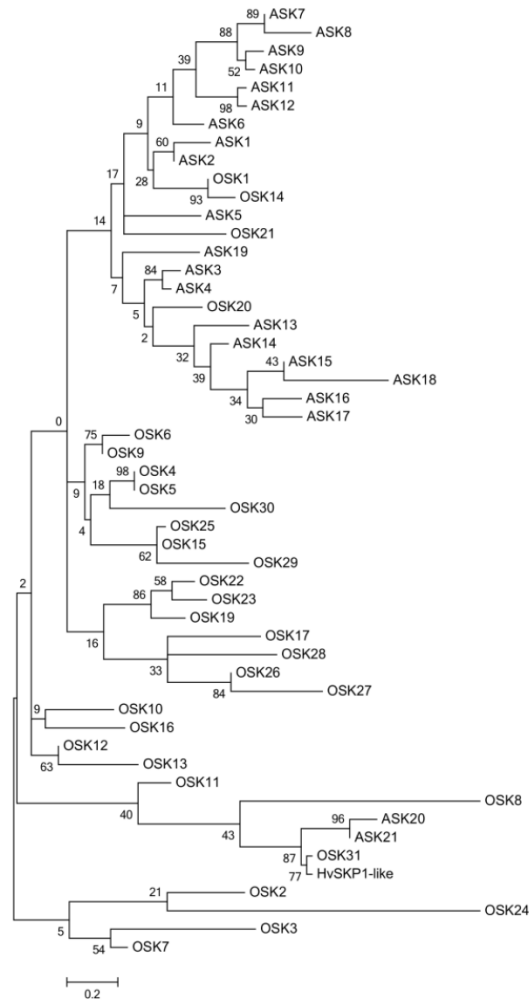 89 ASK7
88 ASK8
39 ASK9
52 ASK10
11 ASK11
98 ASK12
9 ASK6
60 ASK1
ASK2
17 28 OSK1
93 OSK14
14 ASK5
OSK21
ASK19
7 84 ASK3
ASK4
5 OSK20
2 ASK13
32 ASK14
39 43 ASK15
ASK18
34 ASK16
30 ASK17
0
75 OSK6
OSK9
9 98 OSK4
18 OSK5
4 OSK30
OSK25
OSK15
62 OSK29
2
58 OSK22
86 OSK23
OSK19
16 OSK17
33 OSK28
OSK26
84 OSK27
9 OSK10
OSK16
OSK12
63 OSK13
OSK11
40 OSK8
43 96 ASK20
ASK21
87 OSK31
77 HvSKP1-like
21 OSK2
OSK24
5 OSK3
54 OSK7
0.2